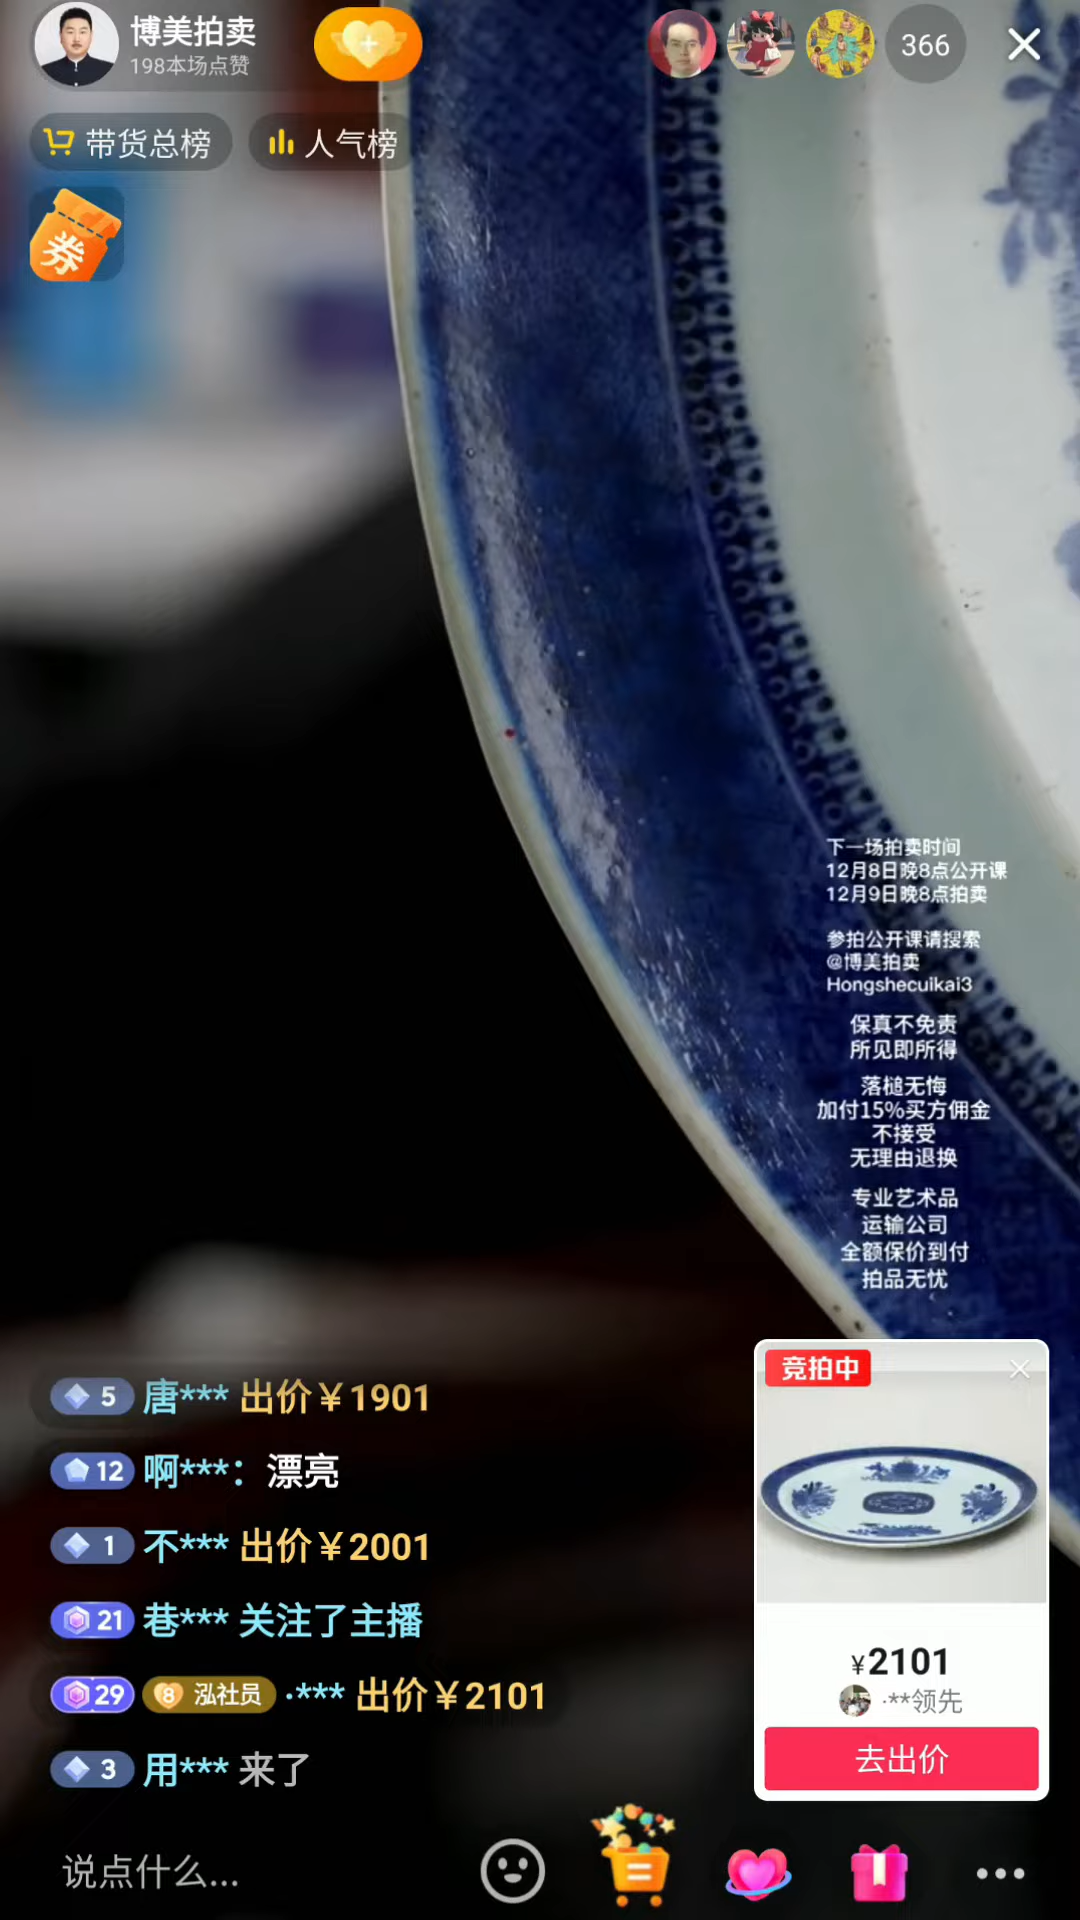 博美拍卖
198本场点赞
366
带货总榜
人气榜
券
下一场拍卖时间
12月8日晚8点公开课
12月9日晚8点拍卖
参拍公开课请搜索
@博美拍卖
Hongshecuikai3
保真不免责
所见即所得
落槌无悔
加付15%买方佣金
不接受
无理由退换
专业艺术品
运输公司
全额保价到付
拍品无忧
5 唐*** 出价￥1901
12 啊***：漂亮
1 不*** 出价￥2001
21 巷*** 关注了主播
29 8 泓社员 .*** 出价￥2101
3 用*** 来了
竞拍中
¥2101
.**领先
去出价
说点什么...